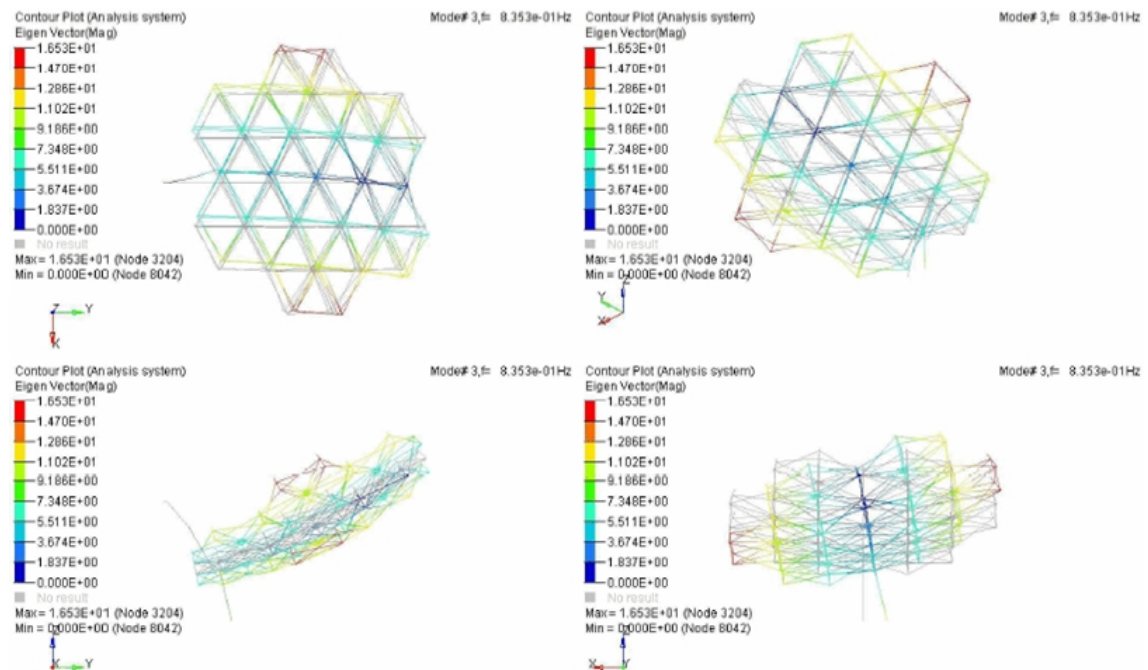 Contour Plot (Analysis system)
Mode# 3,f= 8.353e-01Hz
Eigen Vector(Mag)
1.653E+01
1.470E+01
1.286E+01
1.102E+01
9.186E+00
7.348E+00
5.511E+00
3.674E+00
1.837E+00
0.000E+00
No result
Max= 1.653E+01 (Node 3204)
Min = 0.000E+00 (Node 8042)
Z
Y
X
Contour Plot (Analysis system)
Mode# 3,f= 8.353e-01Hz
Eigen Vector(Mag)
1.653E+01
1.470E+01
1.286E+01
1.102E+01
9.186E+00
7.348E+00
5.511E+00
3.674E+00
1.837E+00
0.000E+00
No result
Max= 1.653E+01 (Node 3204)
Min = 0.000E+00 (Node 8042)
Z
Y
X
Contour Plot (Analysis system)
Mode# 3,f= 8.353e-01Hz
Eigen Vector(Mag)
1.653E+01
1.470E+01
1.286E+01
1.102E+01
9.186E+00
7.348E+00
5.511E+00
3.674E+00
1.837E+00
0.000E+00
No result
Max= 1.653E+01 (Node 3204)
Min = 0.000E+00 (Node 8042)
Z
X
Y
Contour Plot (Analysis system)
Mode# 3,f= 8.353e-01Hz
Eigen Vector(Mag)
1.653E+01
1.470E+01
1.286E+01
1.102E+01
9.186E+00
7.348E+00
5.511E+00
3.674E+00
1.837E+00
0.000E+00
No result
Max= 1.653E+01 (Node 3204)
Min = 0.000E+00 (Node 8042)
Z
X
Y